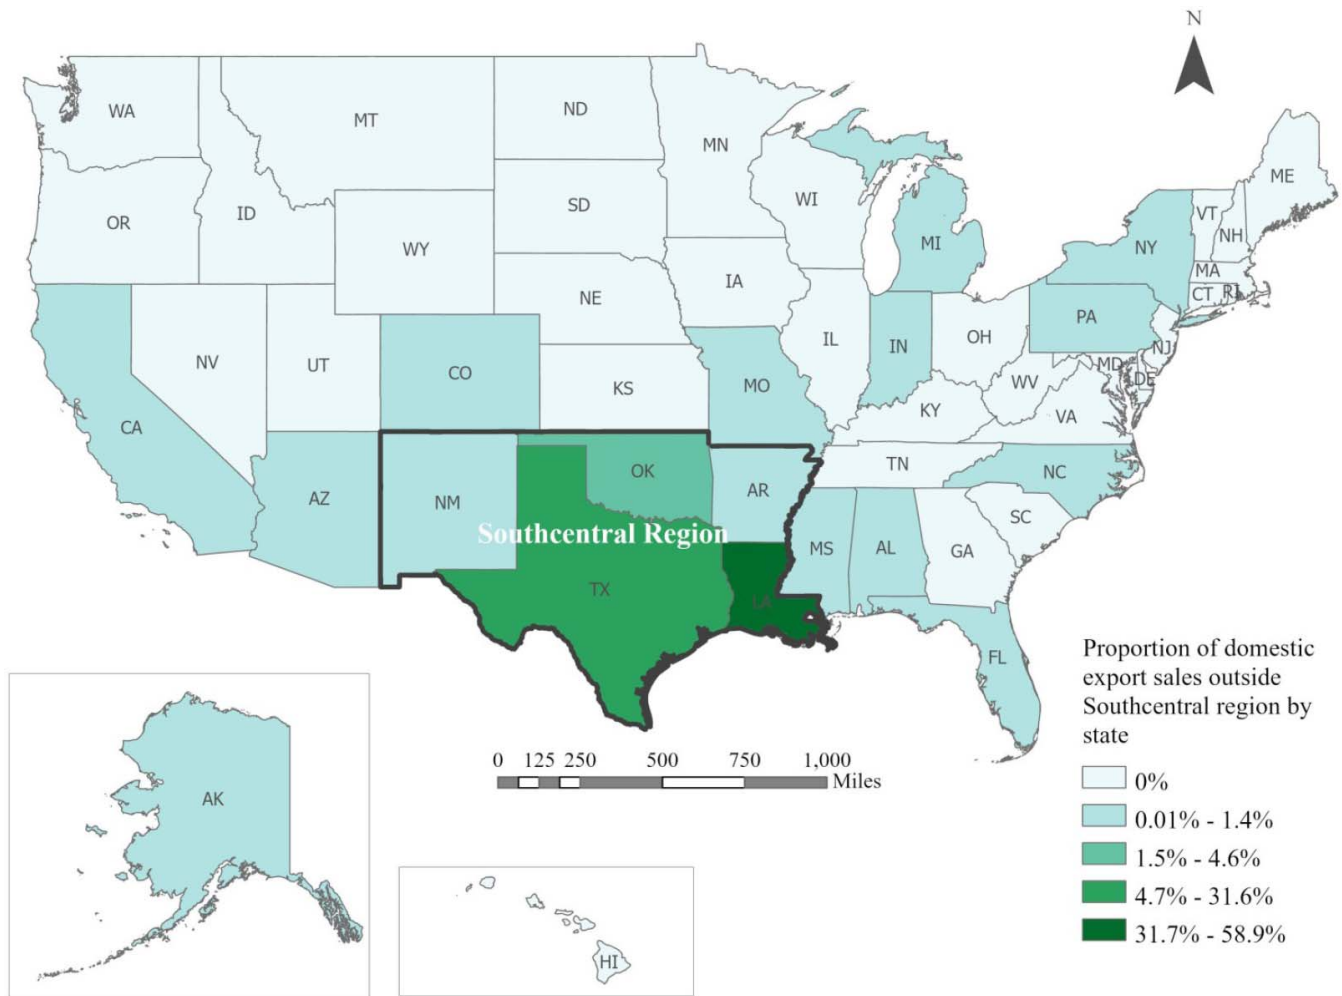 N
WA
MT
ND
MN
ME
OR
ID
SD
WI
VT
NH
WY
MI
NY
MA
CT
RI
IA
NE
PA
NV
UT
IL
IN
OH
NJ
CO
KS
MO
MD
DE
WV
KY
VA
CA
TN
NC
AZ
NM
OK
AR
SC
Southcentral Region
MS
AL
GA
TX
LA
FL
Proportion of domestic
export sales outside
Southcentral region by
state
0%
0.01% - 1.4%
1.5% - 4.6%
4.7% - 31.6%
31.7% - 58.9%
0 125 250 500 750 1,000
Miles
AK
HI